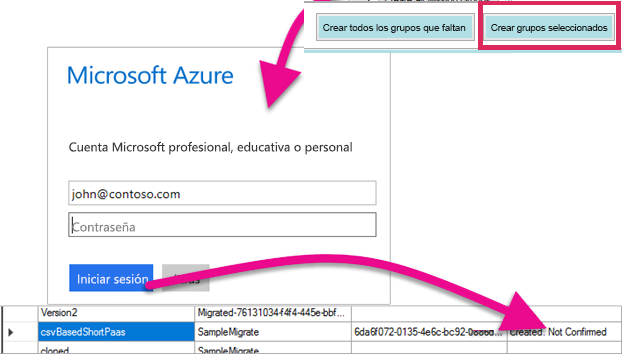 Crear todos los grupos que faltan Crear grupos seleccionados
Microsoft Azure
Cuenta Microsoft profesional, educativa o personal
john@contoso.com
Contraseña
Iniciar sesión
Version2 Migrated-76131034-f4f4-445e-bbf...
csvBasedShortPaas SampleMigrate 6da6f072-0135-4e6c-bc92-... Created: Not Confirmed
cloned SampleMigrate